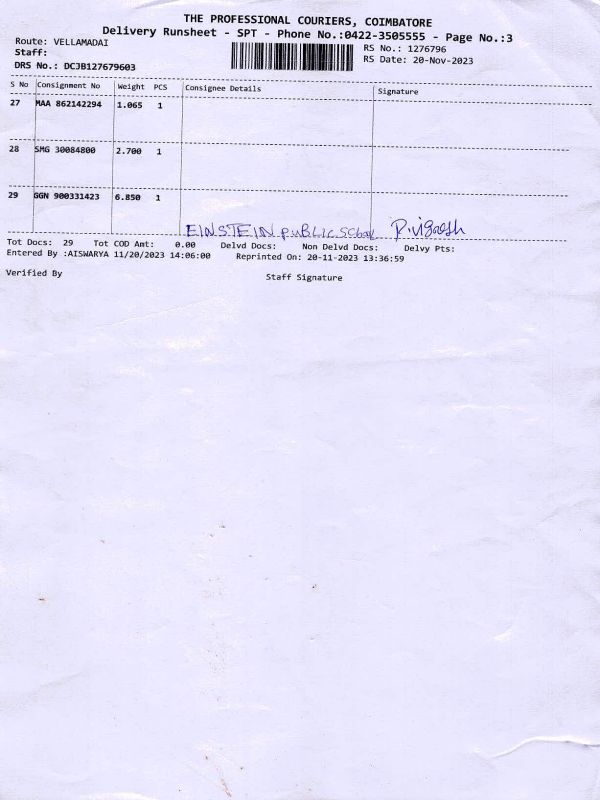 THE PROFESSIONAL COURIERS, COIMBATORE
Delivery Runsheet - SPT - Phone No.:0422-3505555 - Page No.:3
Route: VELLAMADAI
RS No.: 1276796
Staff:
RS Date: 20-Nov-2023
DRS No.: DCJB127679603
S No Consignment No Weight PCS Consignee Details Signature
27 MAA 862142294 1.065 1
28 SMG 30084800 2.700 1
29 GGN 900331423 6.850 1
EINSTEIN PUBLIC School R.Vignesh
Tot Docs: 29 Tot COD Amt: 0.00 Delvd Docs: Non Delvd Docs: Delvy Pts:
Entered By :AISWARYA 11/20/2023 14:06:00 Reprinted On: 20-11-2023 13:36:59
Verified By Staff Signature